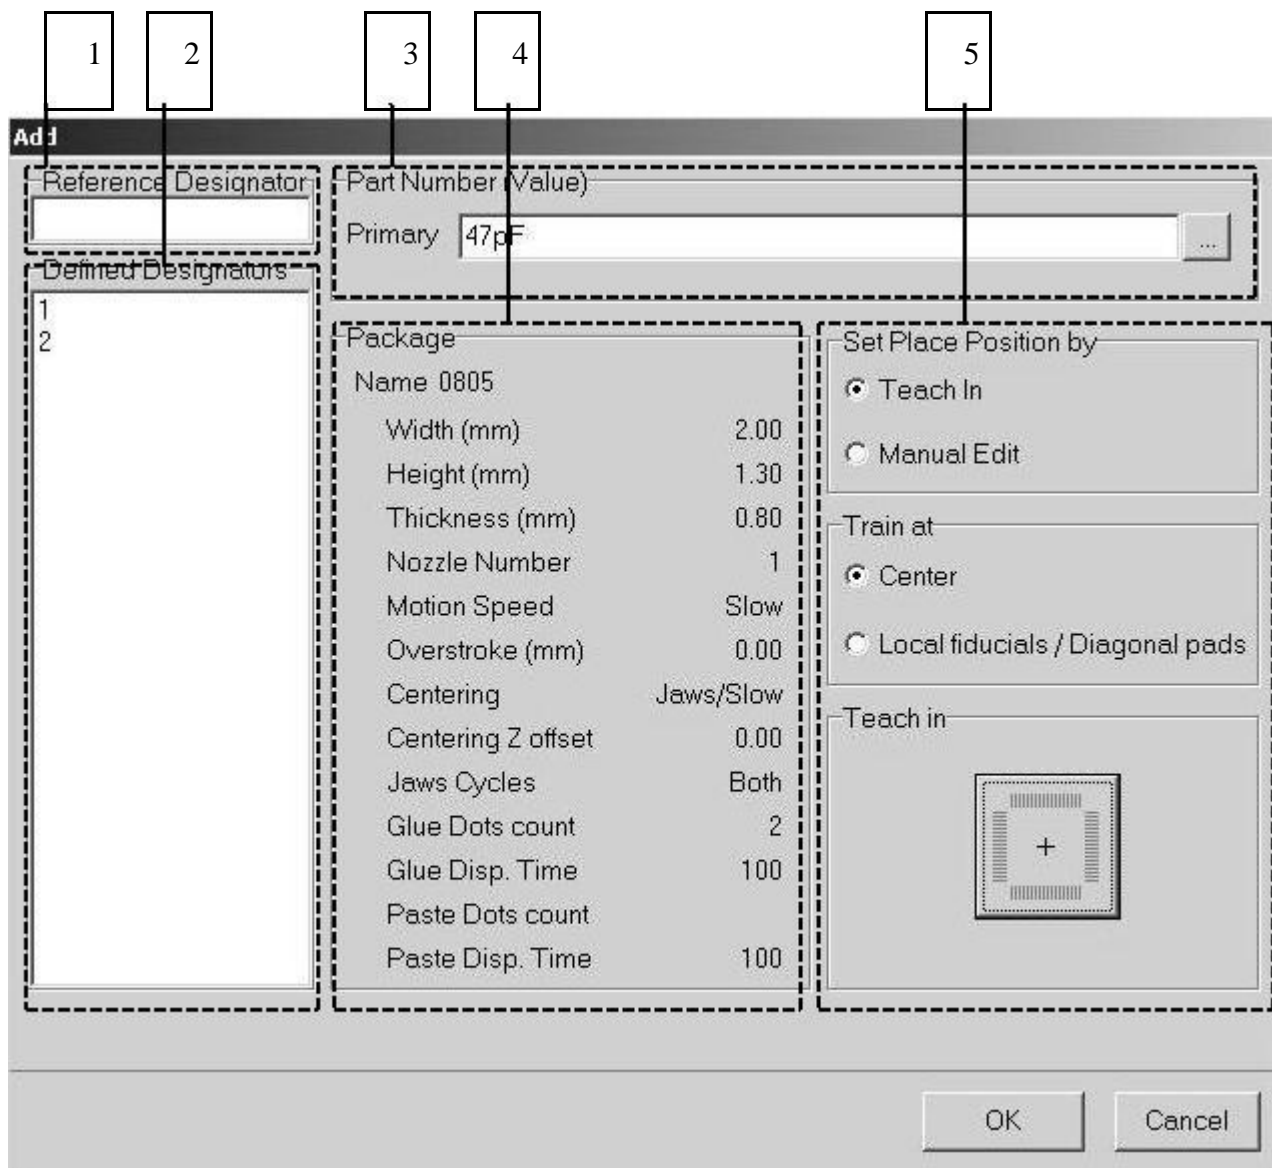 1 2 3 4 5
Add
Reference Designator
Part Number (Value)
Primary 47pF ...
Defined Designators
1
2
Package
Name 0805
Width (mm) 2.00
Height (mm) 1.30
Thickness (mm) 0.80
Nozzle Number 1
Motion Speed Slow
Overstroke (mm) 0.00
Centering Jaws/Slow
Centering Z offset 0.00
Jaws Cycles Both
Glue Dots count 2
Glue Disp. Time 100
Paste Dots count
Paste Disp. Time 100
Set Place Position by
Teach In
Manual Edit
Train at
Center
Local fiducials / Diagonal pads
Teach in
OK Cancel